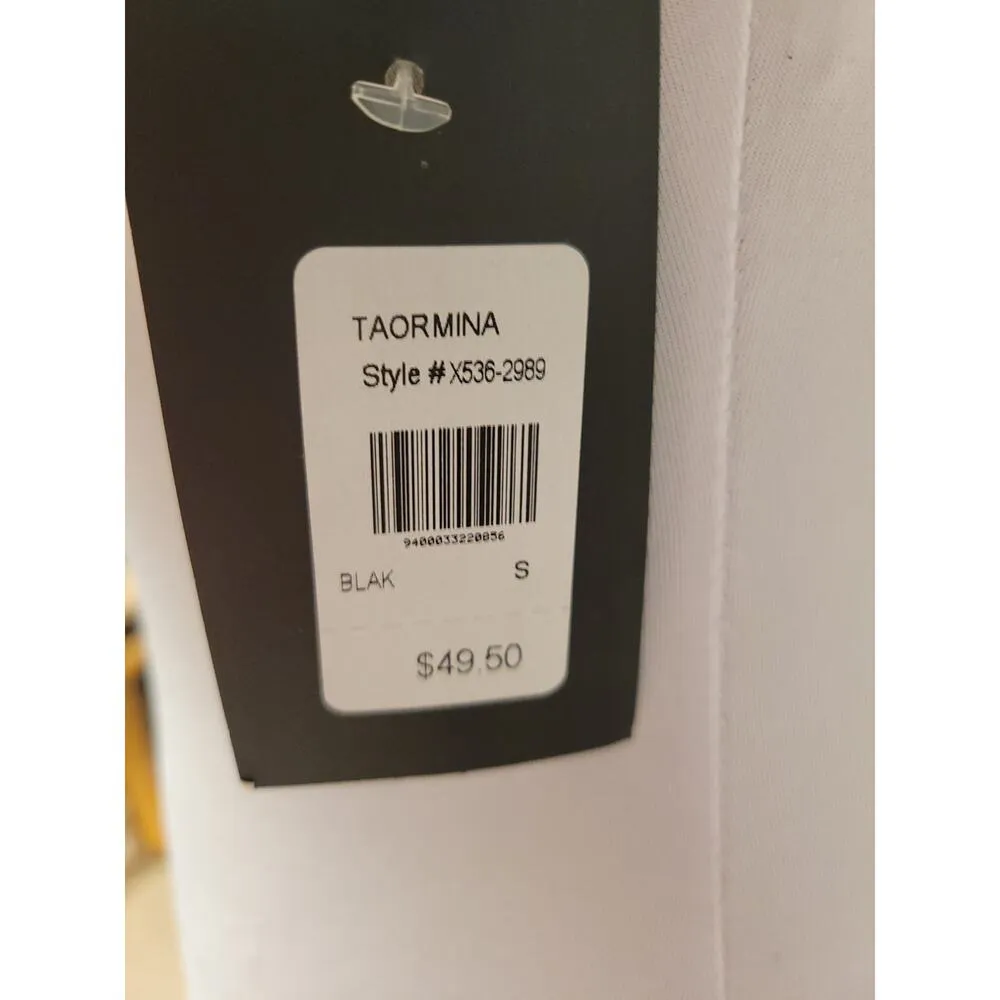 TAORMINA
Style # X536-2989
9400033220856
BLAK S
$49.50